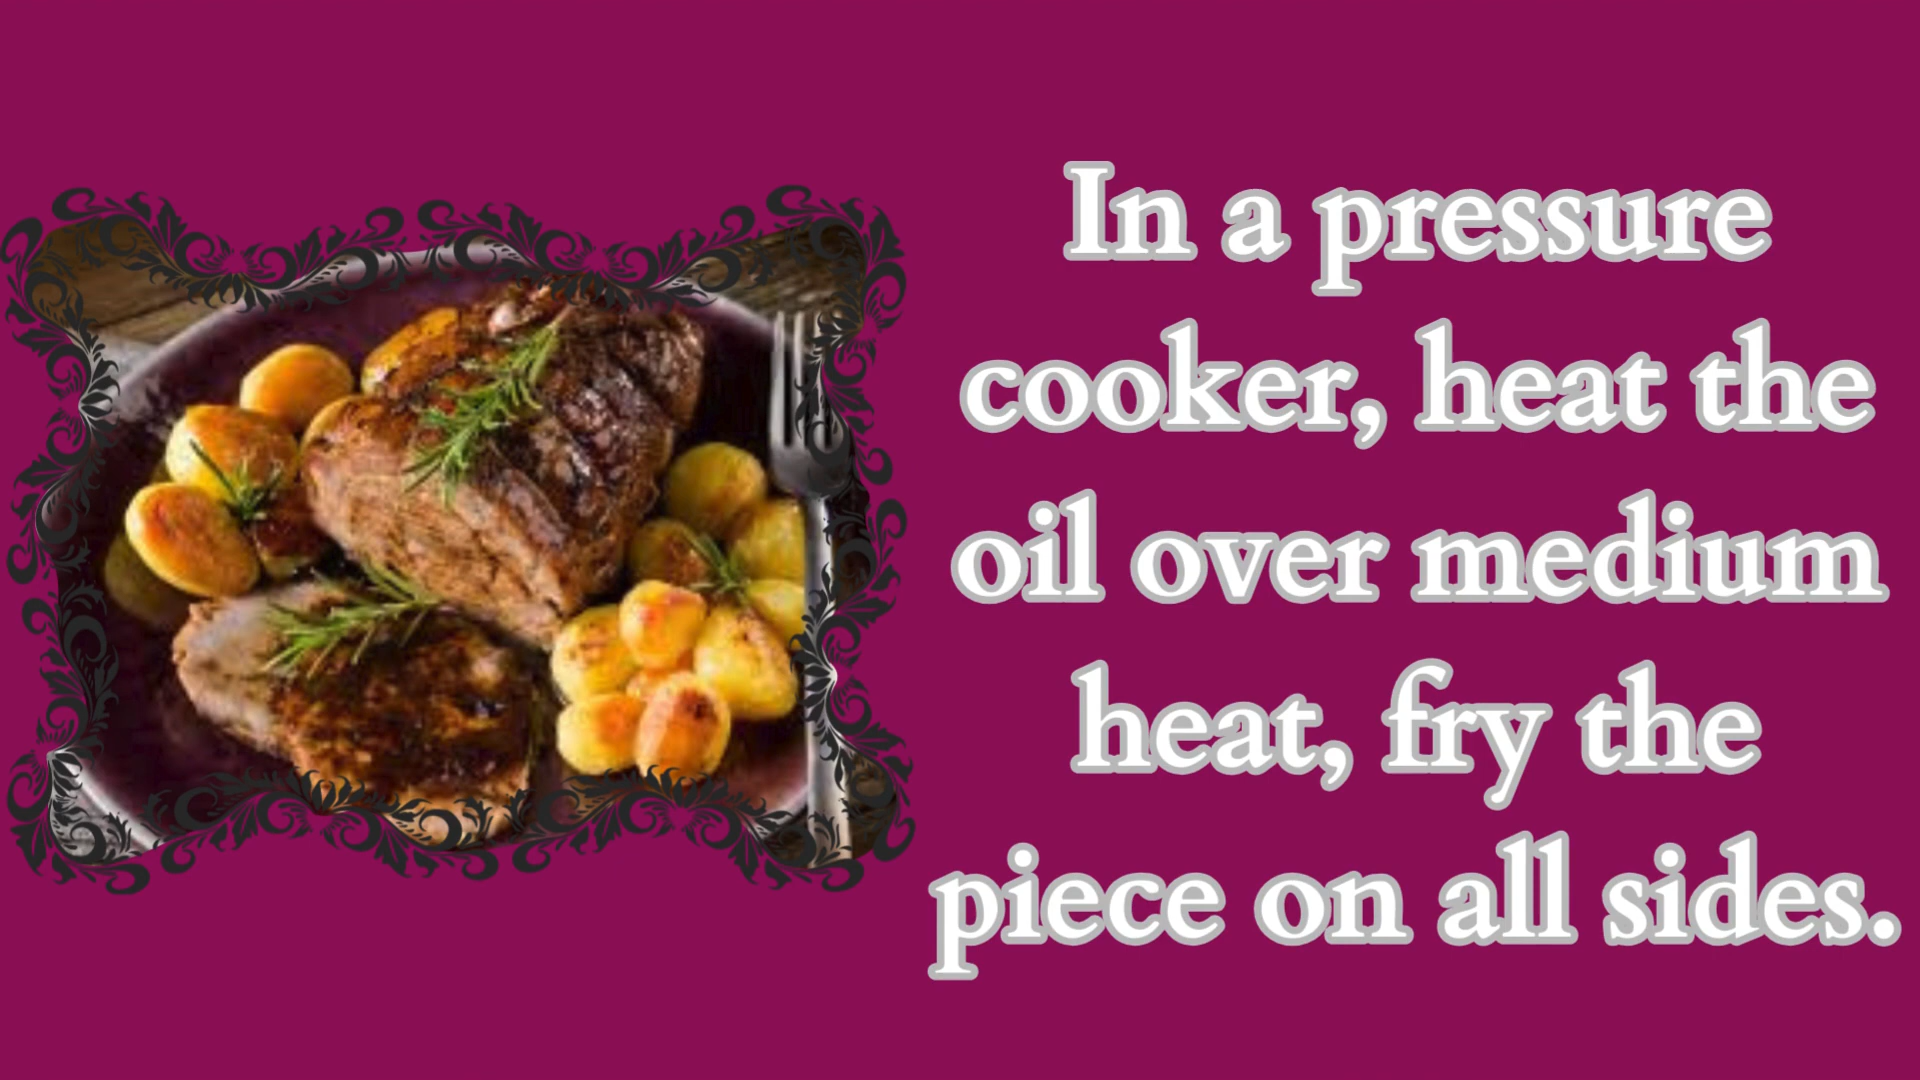 In a pressure
cooker, heat the
oil over medium
heat, fry the
piece on all sides.